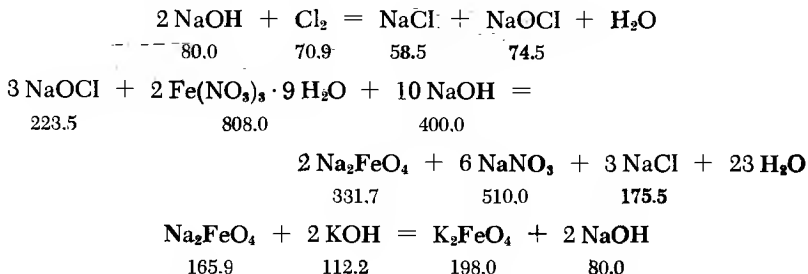 2 NaOH + Cl₂ = NaCl + NaOCl + H₂O
80.0 70.9 58.5 74.5
3 NaOCl + 2 Fe(NO₃)₃ · 9 H₂O + 10 NaOH =
223.5 808.0 400.0
2 Na₂FeO₄ + 6 NaNO₃ + 3 NaCl + 23 H₂O
331.7 510.0 175.5
Na₂FeO₄ + 2 KOH = K₂FeO₄ + 2 NaOH
165.9 112.2 198.0 80.0